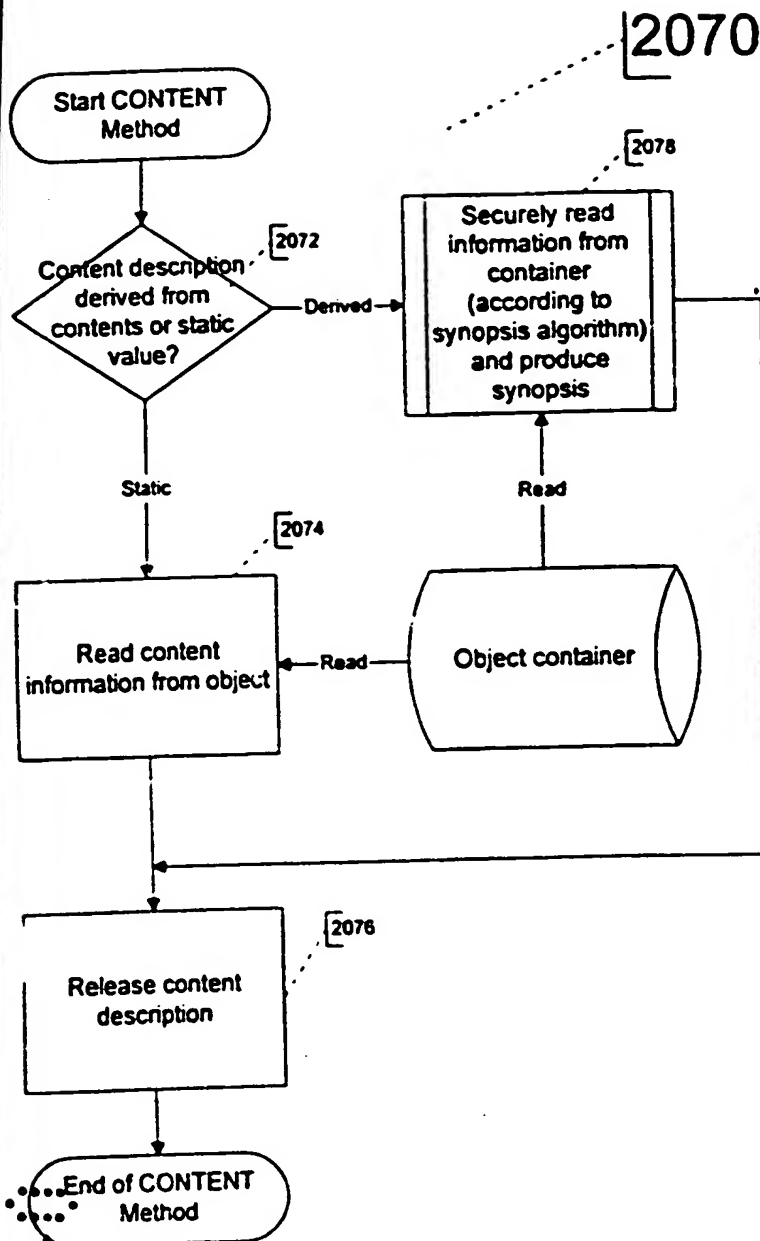 2070
Start CONTENT
Method
2078
Securely read
information from
container
(according to
synopsis algorithm)
and produce
synopsis
2072
Content description
derived from
contents or static
value?
Derived
Static
Read
2074
Read content
information from object
Read
Object container
2076
Release content
description
End of CONTENT
Method